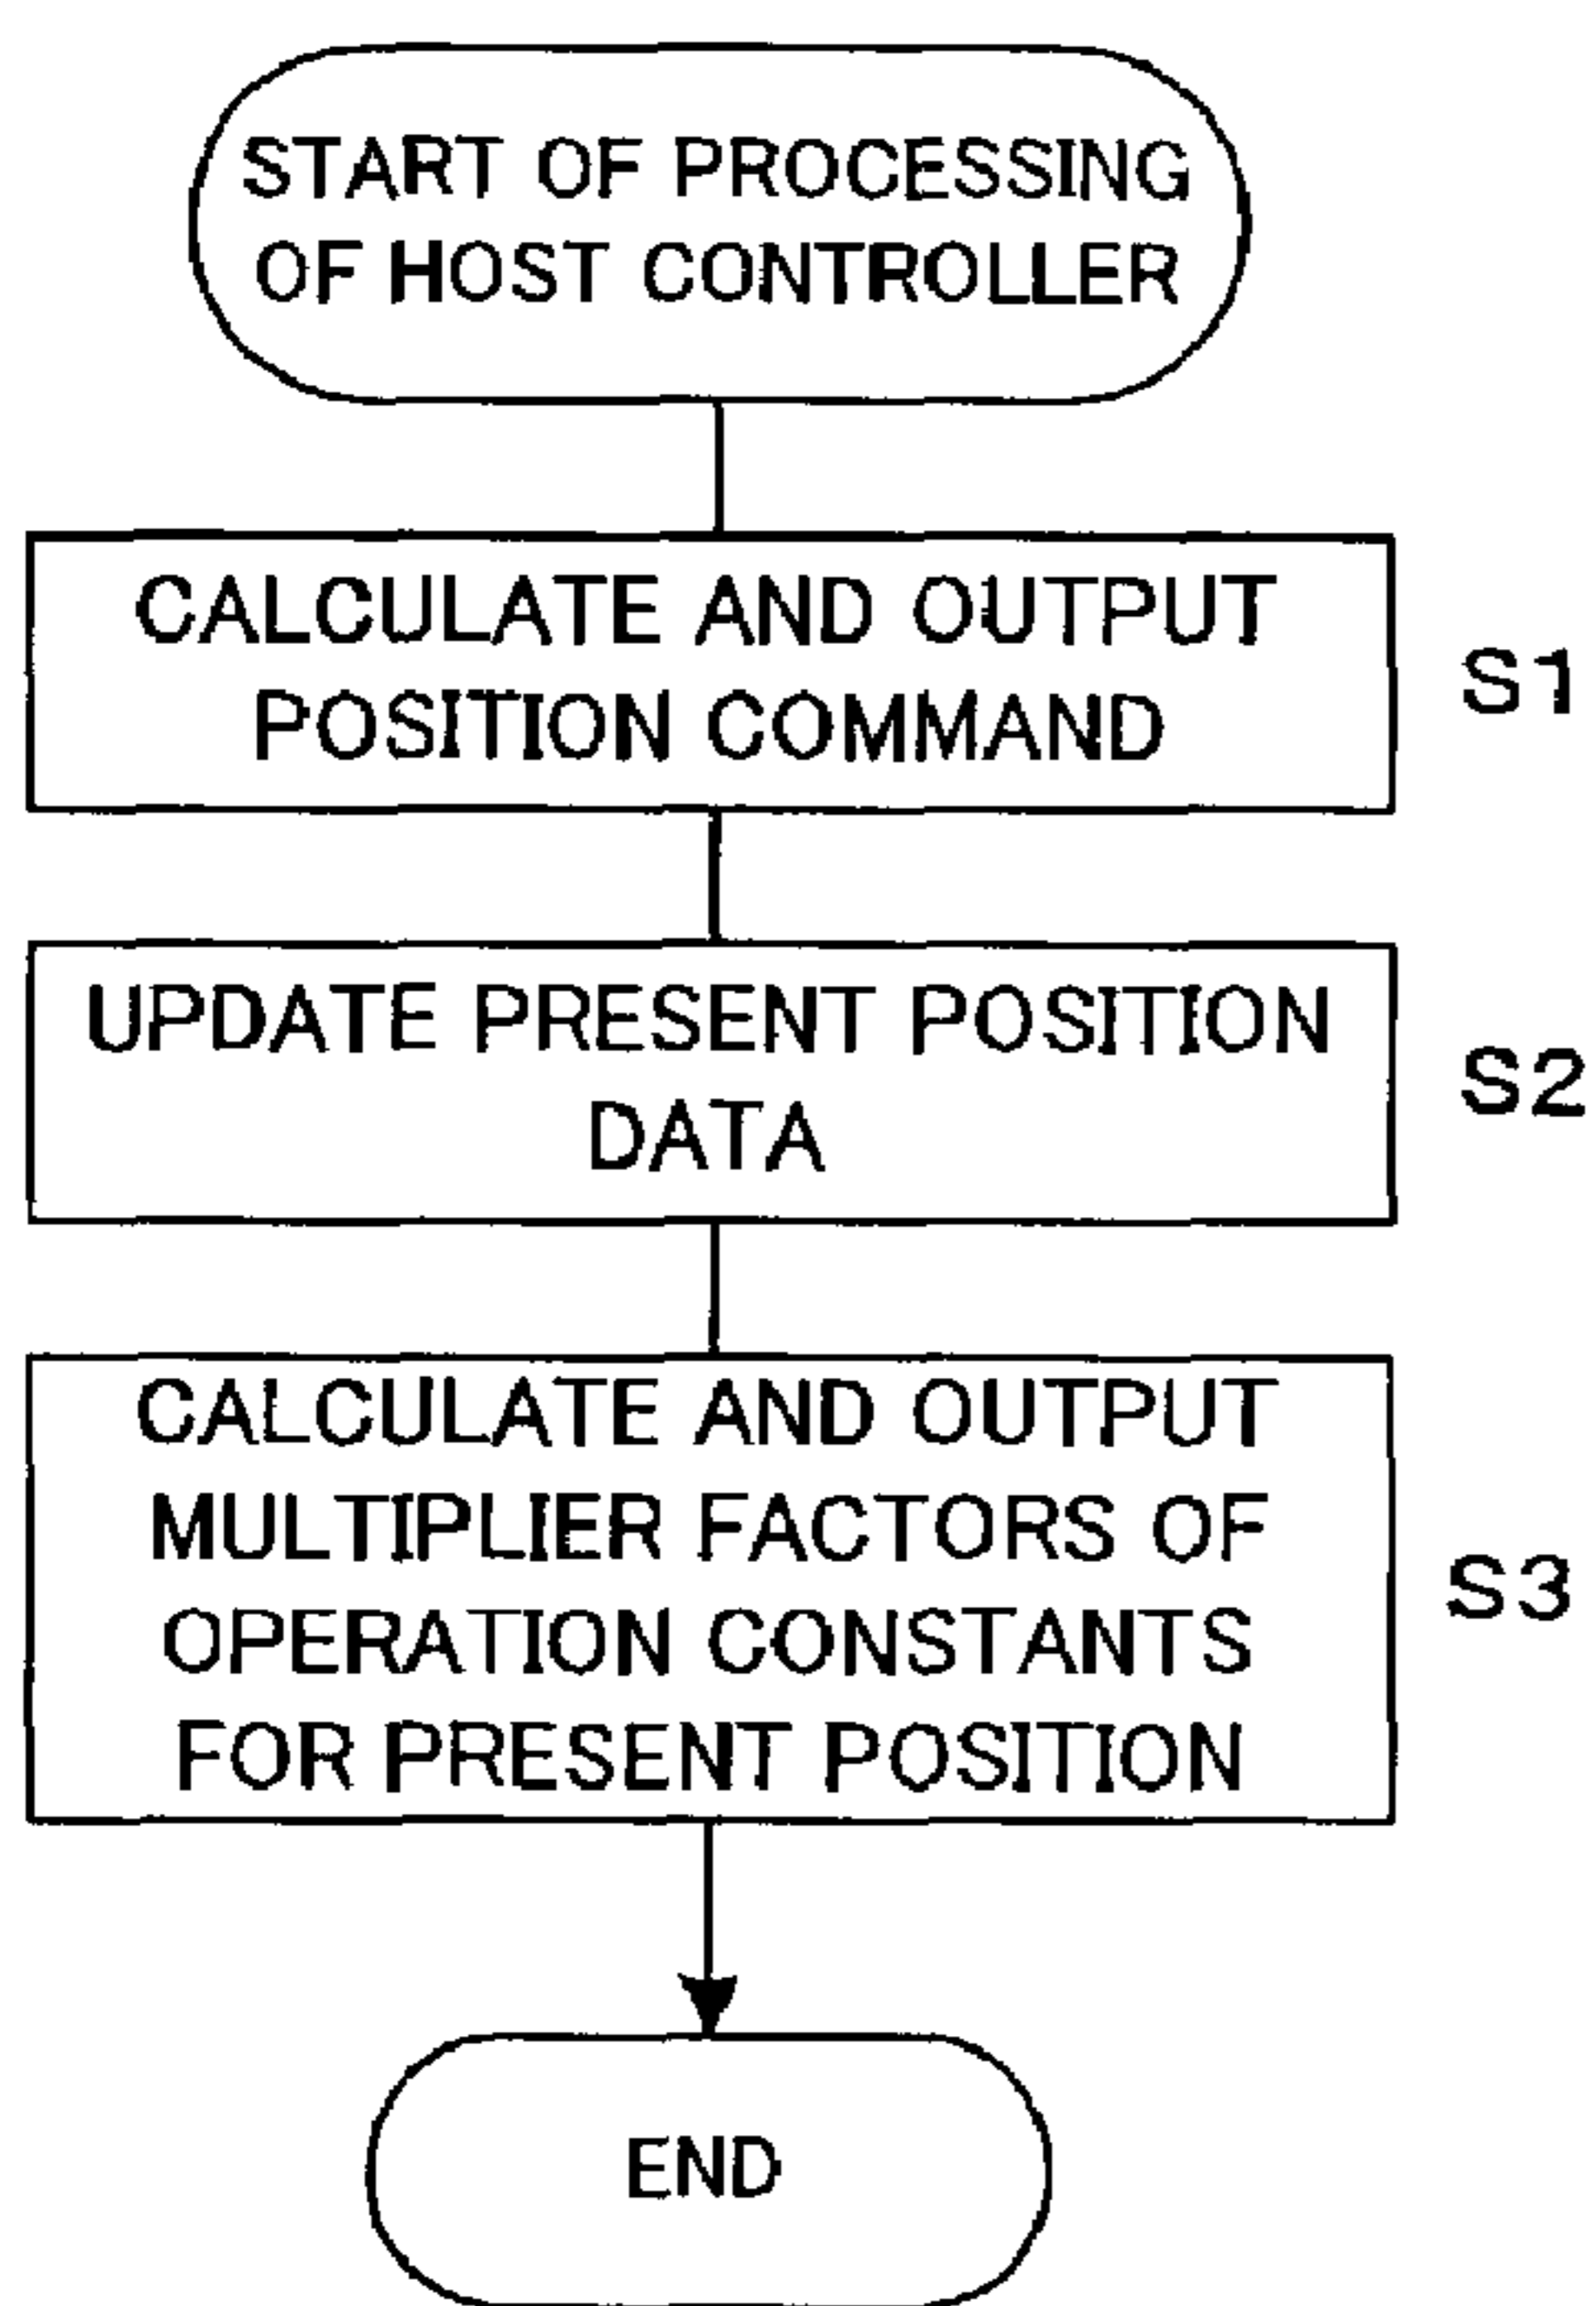 START OF PROCESSING
OF HOST CONTROLLER
CALCULATE AND OUTPUT
POSITION COMMAND
S1
UPDATE PRESENT POSITION
DATA
S2
CALCULATE AND OUTPUT
MULTIPLIER FACTORS OF
OPERATION CONSTANTS
FOR PRESENT POSITION
S3
END